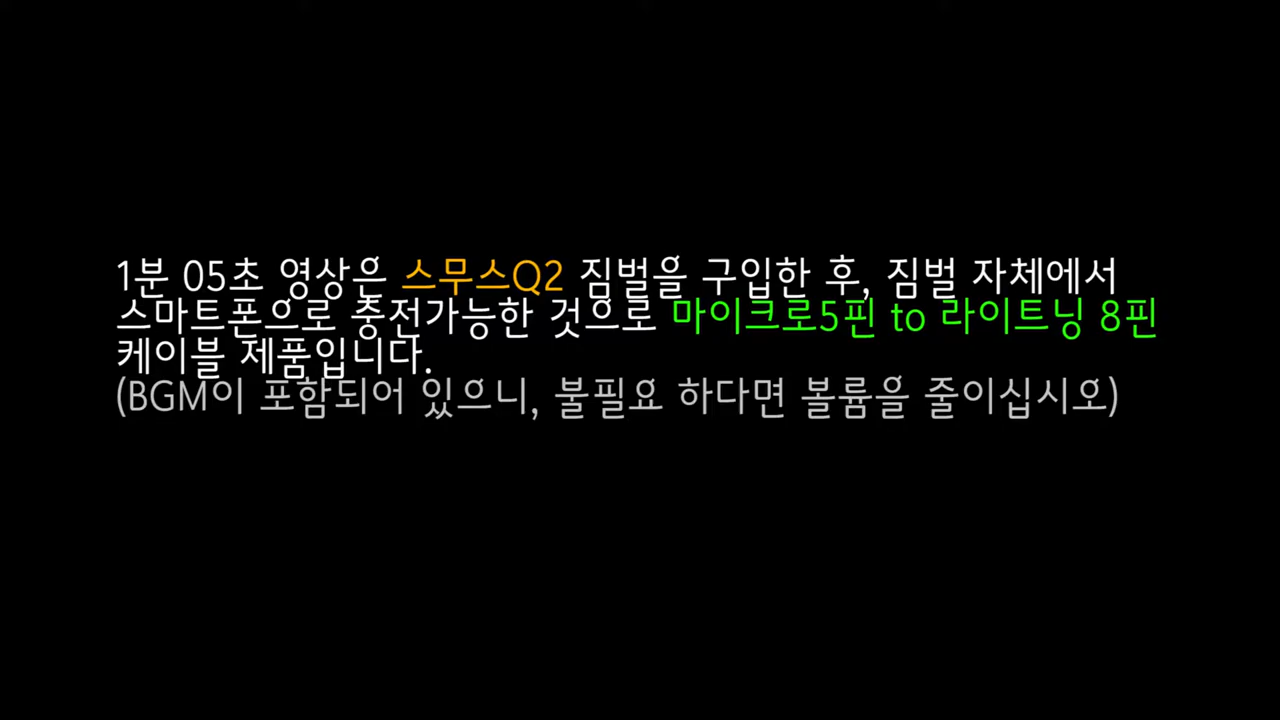 1분 05초 영상은 스무스Q2 짐벌을 구입한 후, 짐벌 자체에서
스마트폰으로 충전가능한 것으로 마이크로5핀 to 라이트닝 8핀
케이블 제품입니다.
(BGM이 포함되어 있으니, 불필요 하다면 볼륨을 줄이십시오)